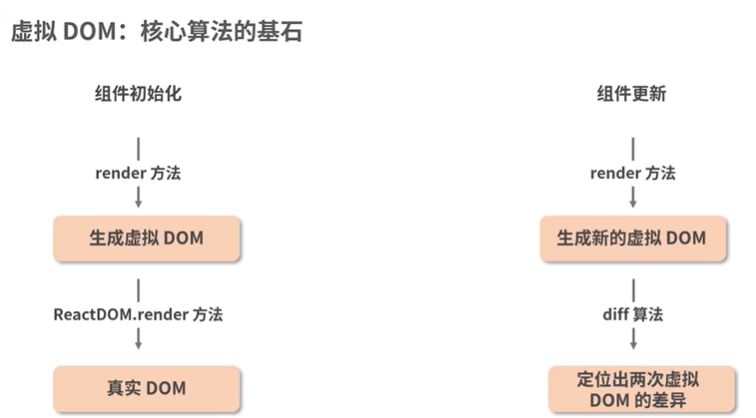 虚拟 DOM：核心算法的基石
组件初始化
render 方法
生成虚拟 DOM
ReactDOM.render 方法
真实 DOM
组件更新
render 方法
生成新的虚拟 DOM
diff 算法
定位出两次虚拟
DOM 的差异